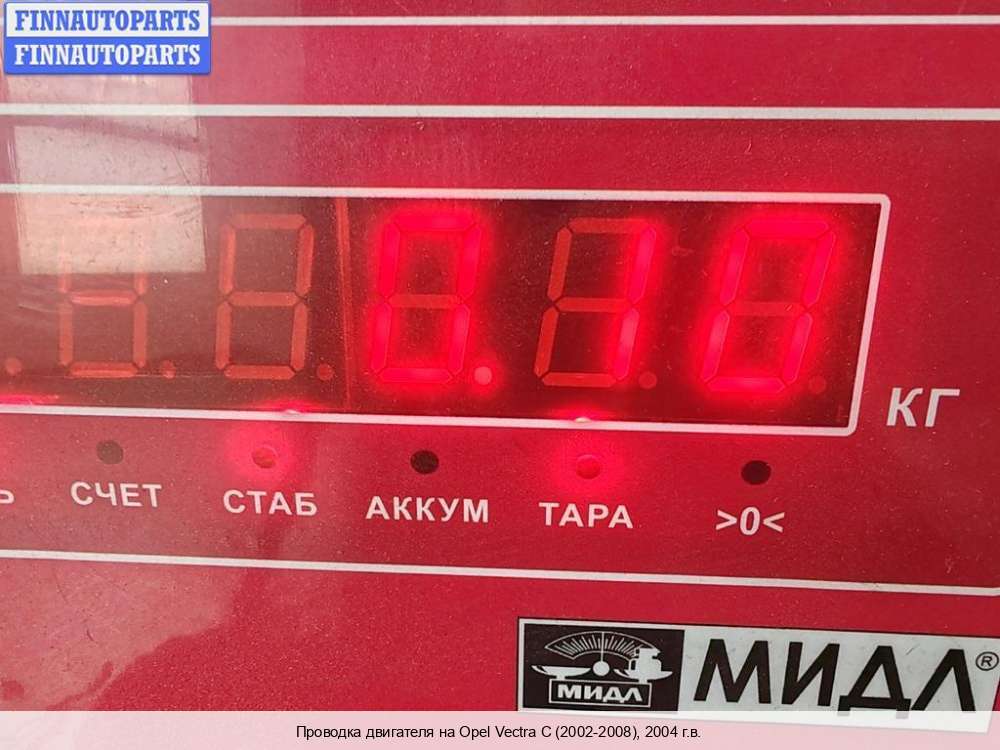 FINNAUTOPARTS
FINNAUTOPARTS
0.10
КГ
Ь СЧЕТ СТАБ АККУМ ТАРА >0<
МИДЛ МИДЛ®
Проводка двигателя на Opel Vectra C (2002-2008), 2004 г.в.